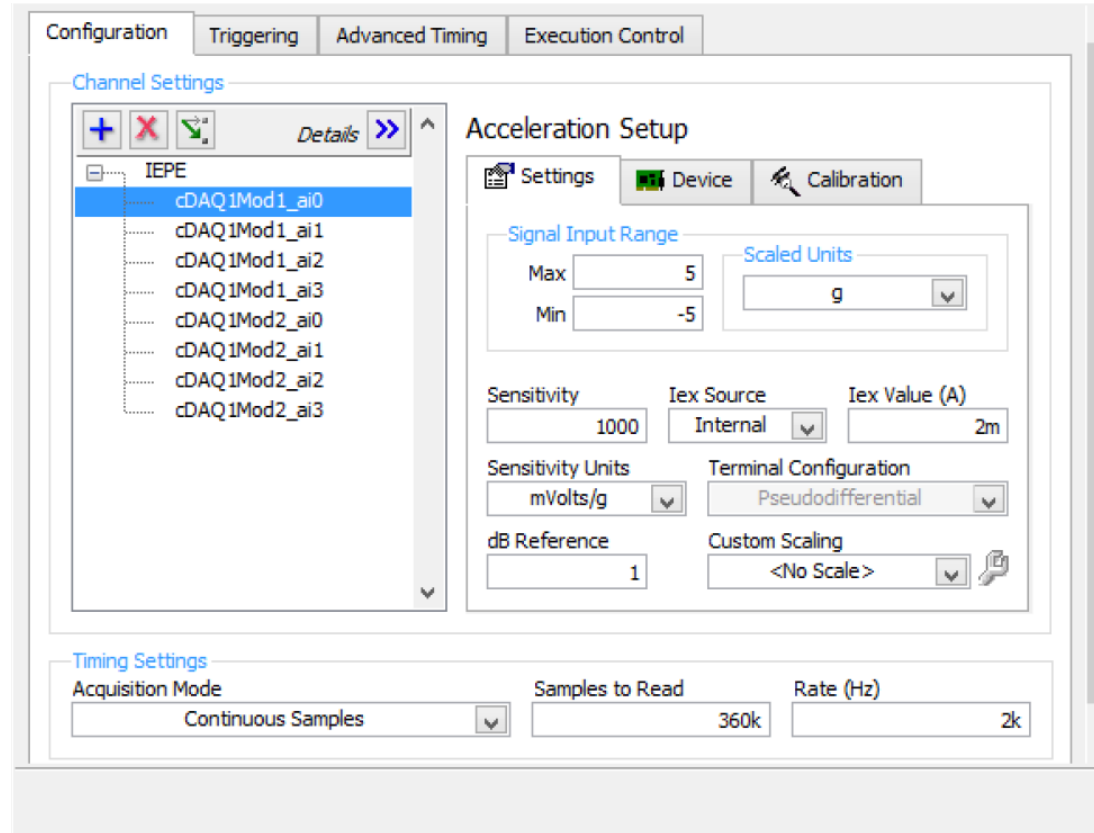 Configuration Triggering Advanced Timing Execution Control
Channel Settings
Details
IEPE
cDAQ1Mod1_ai0
cDAQ1Mod1_ai1
cDAQ1Mod1_ai2
cDAQ1Mod1_ai3
cDAQ1Mod2_ai0
cDAQ1Mod2_ai1
cDAQ1Mod2_ai2
cDAQ1Mod2_ai3
Acceleration Setup
Settings Device Calibration
Signal Input Range
Max 5
Min -5
Scaled Units
g
Sensitivity Iex Source Iex Value (A)
1000 Internal 2m
Sensitivity Units Terminal Configuration
mVolts/g Pseudodifferential
dB Reference Custom Scaling
1 <No Scale>
Timing Settings
Acquisition Mode Samples to Read Rate (Hz)
Continuous Samples 360k 2k